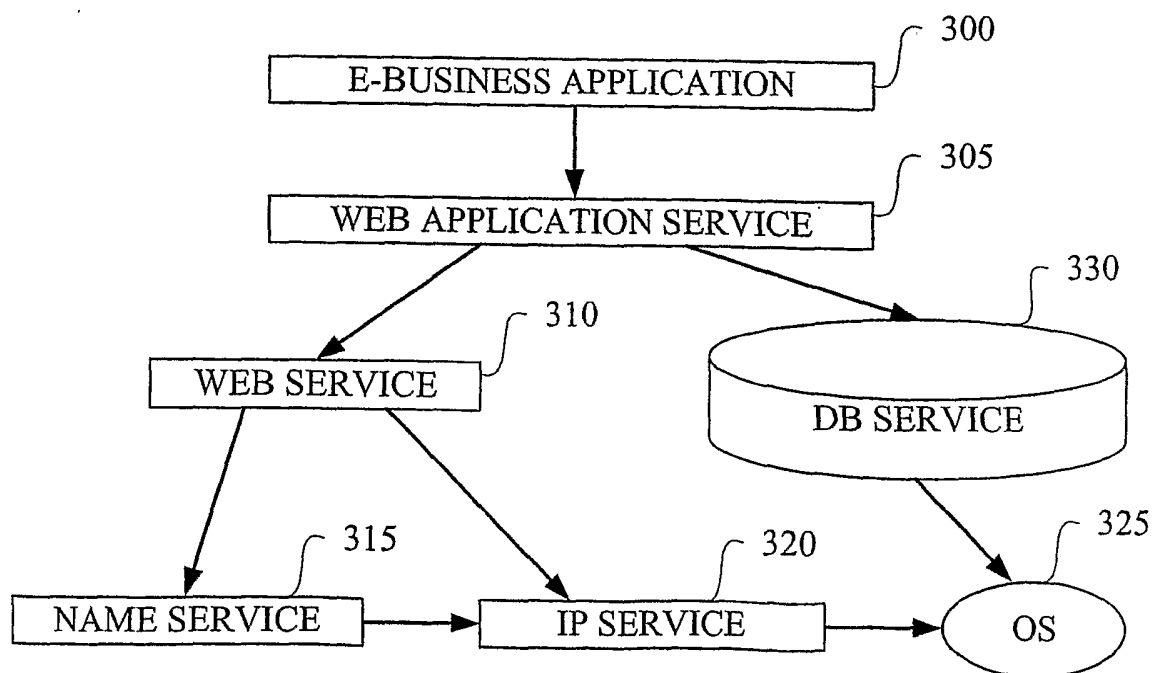 300
E-BUSINESS APPLICATION
305
WEB APPLICATION SERVICE
330
310
WEB SERVICE
DB SERVICE
315
320
325
NAME SERVICE
IP SERVICE
OS